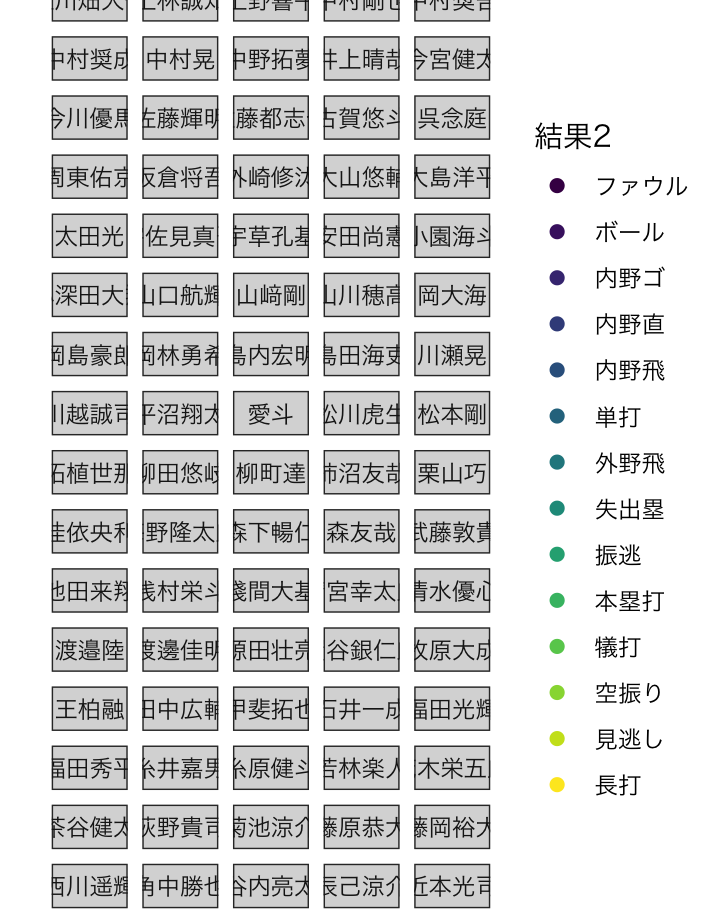 中村奨成 中村晃 中野拓夢 井上晴哉 今宮健太
今川優馬 佐藤輝明 藤都志 古賀悠斗 呉念庭
周東佑京 坂倉将吾 外崎修汰 大山悠輔 大島洋平
太田光 佐見真 宇草孔基 安田尚憲 小園海斗
深田大 山口航輝 山﨑剛 山川穂高 岡大海
岡島豪郎 岡林勇希 島内宏明 島田海吏 川瀬晃
川越誠司 平沼翔太 愛斗 松川虎生 松本剛
拓植世那 柳田悠岐 柳町達 柿沼友哉 栗山巧
桂依央利 野隆太 森下暢仁 森友哉 武藤敦貴
池田来翔 浅村栄斗 淺間大基 宮幸太 清水優心
渡邉陸 渡邊佳明 源田壮亮 谷銀仁 牧原大成
王柏融 田中広輔 甲斐拓也 石井一成 福田光輝
福田秀平 糸井嘉男 糸原健斗 若林楽人 木栄五
茶谷健太 荻野貴司 菊池涼介 藤原恭大 藤岡裕大
西川遥輝 角中勝也 谷内亮太 辰己涼介 近本光司
結果2
ファウル
ボール
内野ゴ
内野直
内野飛
単打
外野飛
失出塁
振逃
本塁打
犠打
空振り
見逃し
長打